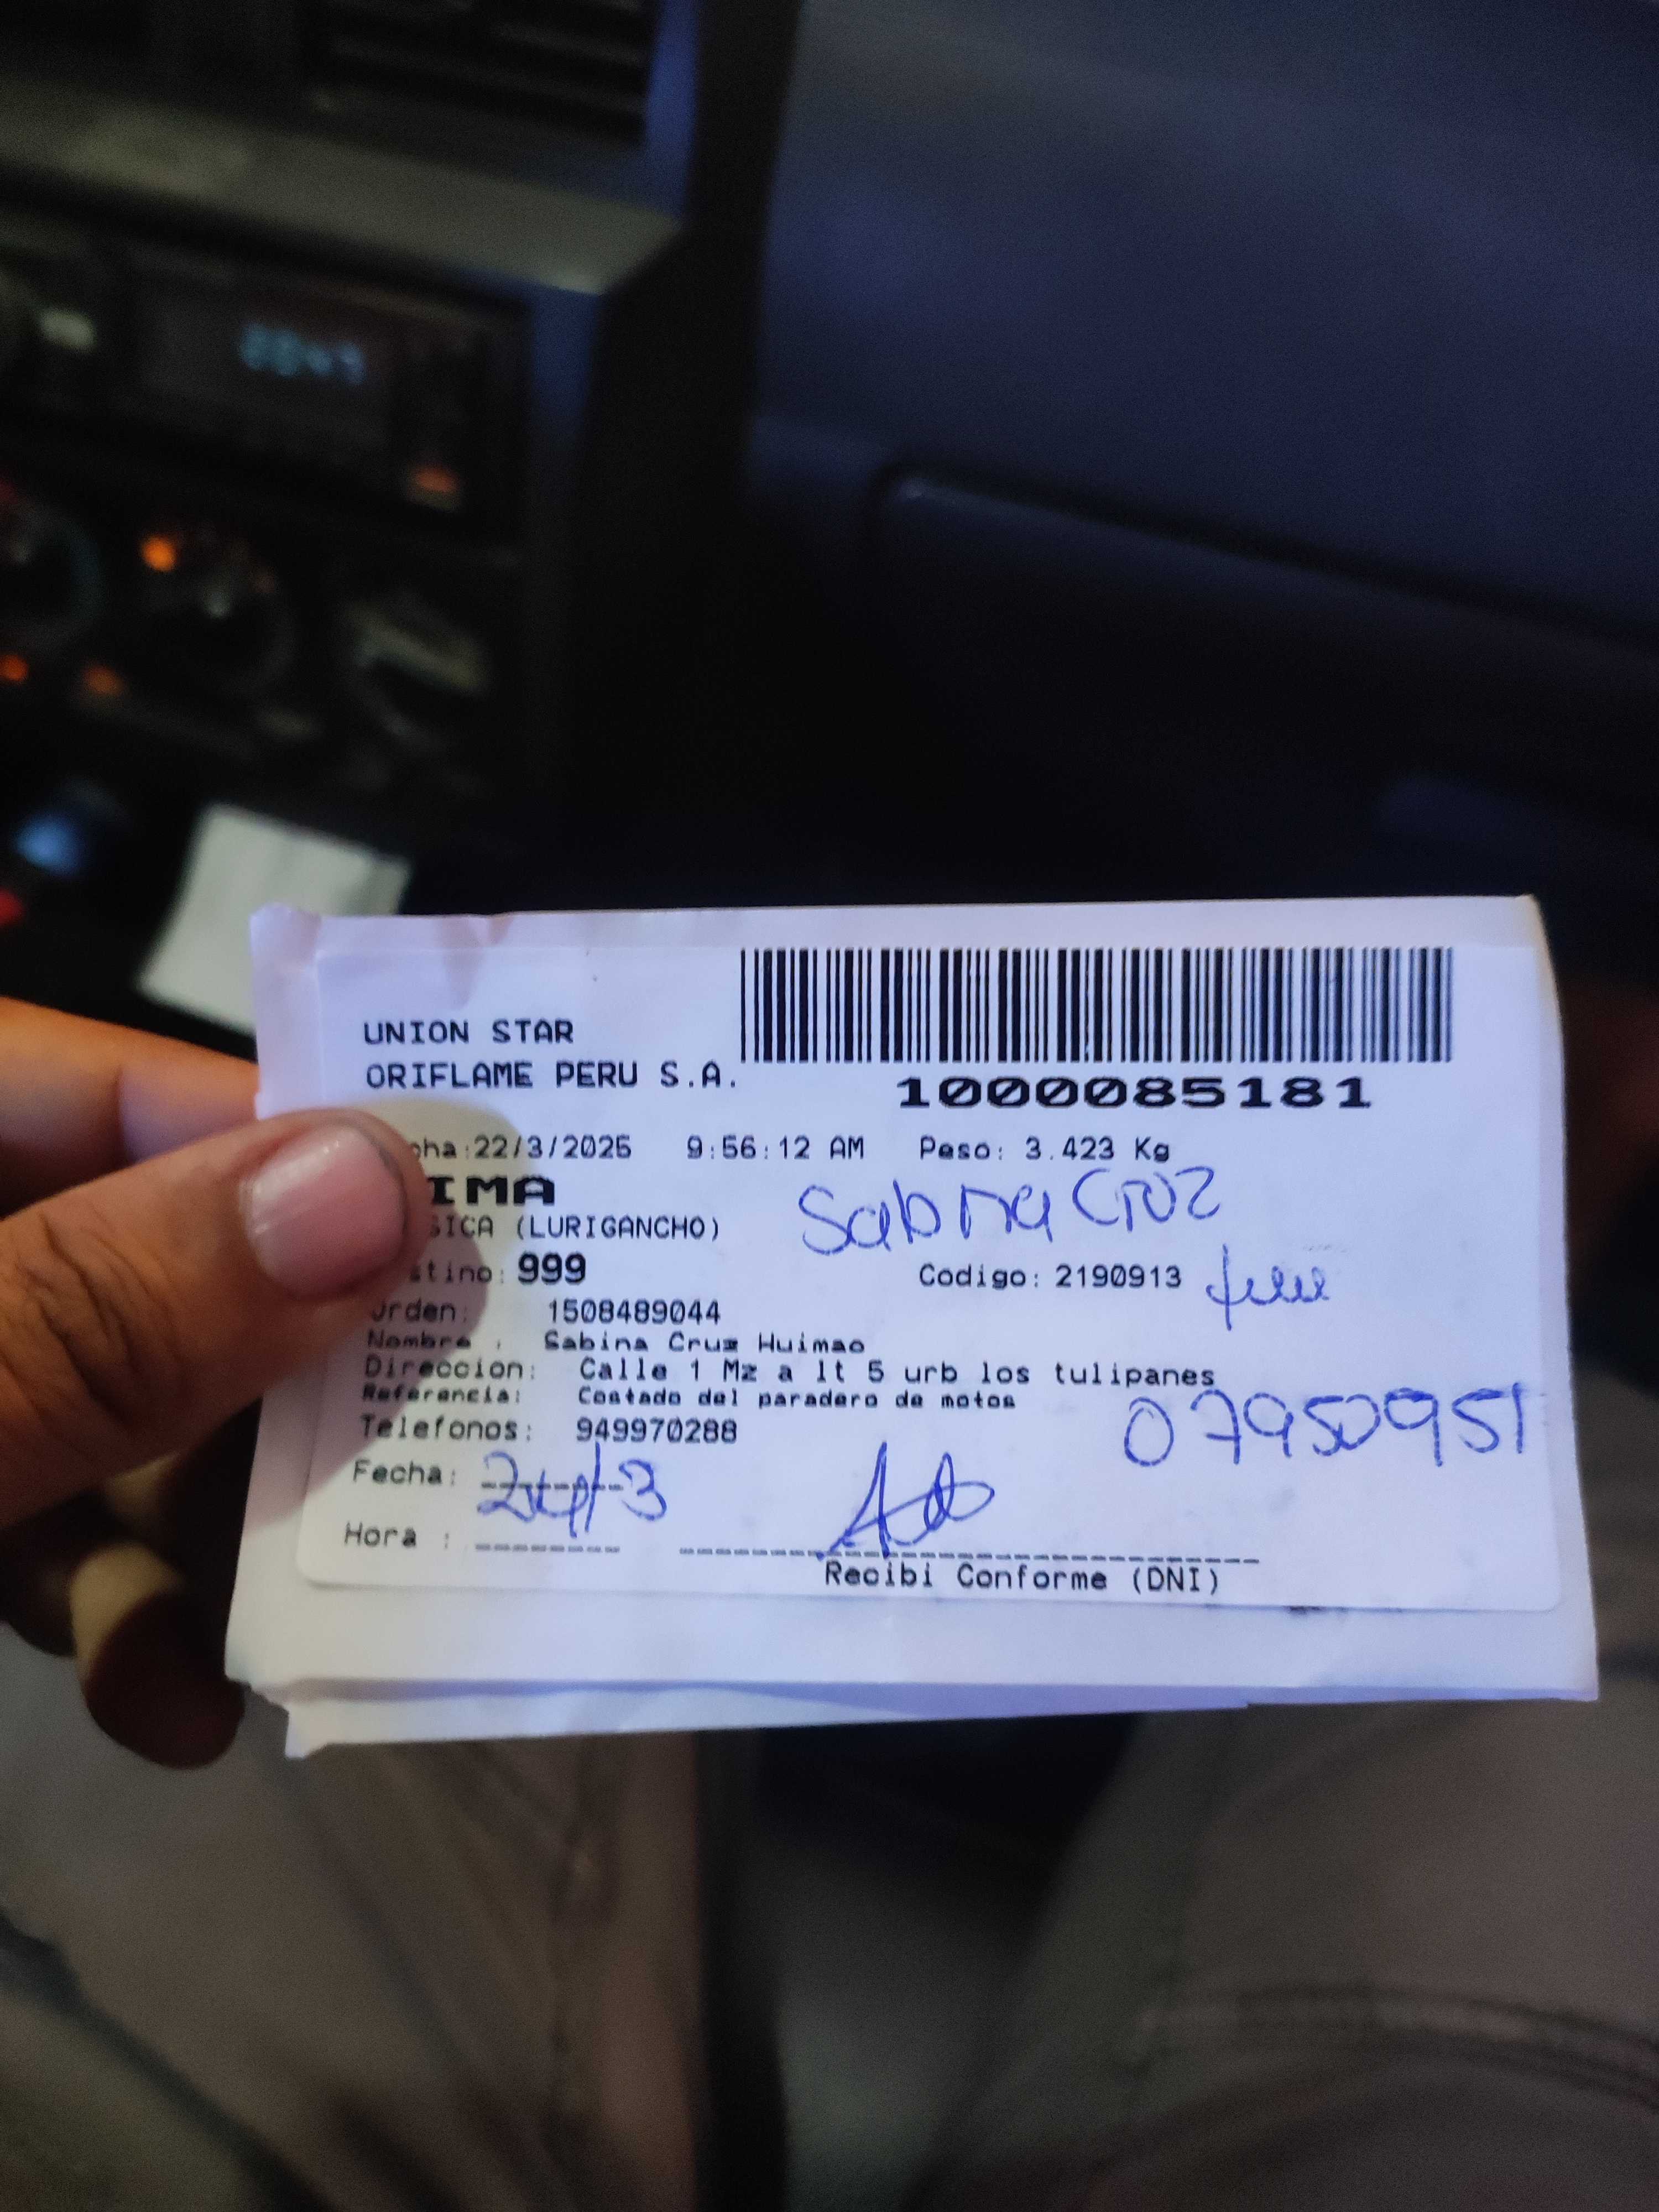 UNION STAR
ORIFLAME PERU S.A.
1000085181
cha:22/3/2025 9:56:12 AM Peso: 3.423 Kg
IMA
SICA (LURIGANCHO)
Sabina Cruz
stino: 999
Codigo: 2190913
Orden: 1508489044
Nombre : Sabina Cruz Huimao
Direccion: Calle 1 Mz a lt 5 urb los tulipanes
Referencia: Costado del paradero de motos
Telefonos: 949970288
07950951
Fecha: 24/3
Hora :
Recibi Conforme (DNI)